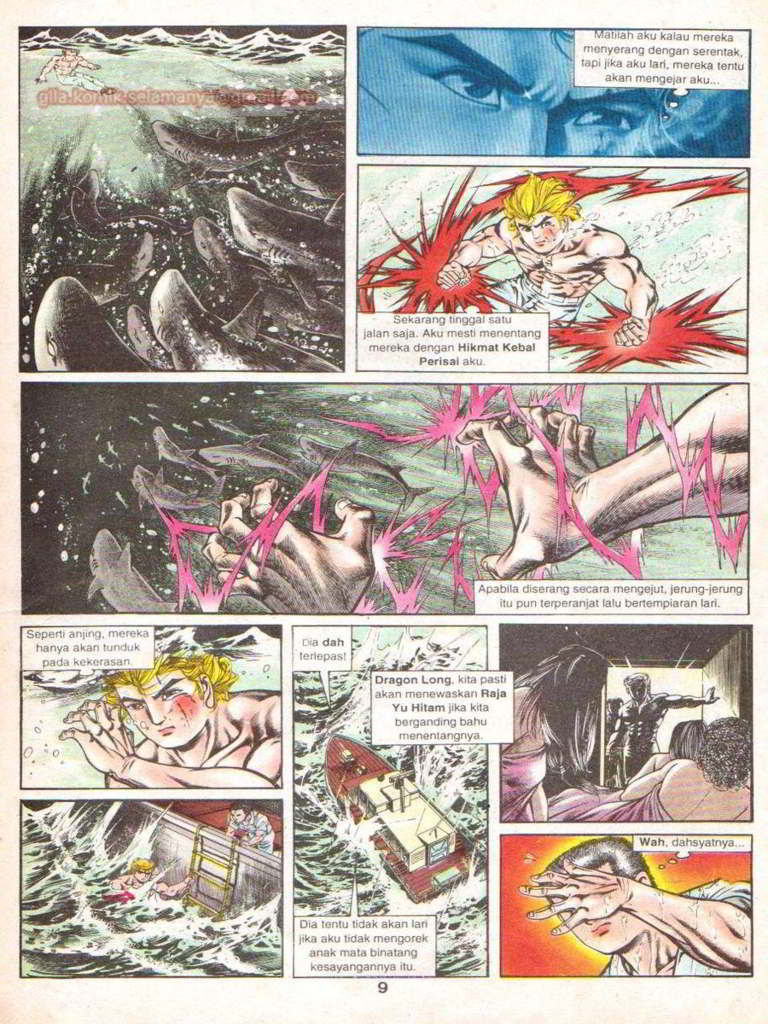 Matilah aku kalau mereka
menyerang dengan serentak,
tapi jika aku lari, mereka tentu
akan mengejar aku...
gila.komik.selamanya@gmail.com
Sekarang tinggal satu
jalan saja. Aku mesti menentang
mereka dengan Hikmat Kebal
Perisai aku.
Apabila diserang secara mengejut, jerung-jerung
itu pun terperanjat lalu bertempiaran lari.
Seperti anjing, mereka
hanya akan tunduk
pada kekerasan.
Dia dah
terlepas!
Dragon Long, kita pasti
akan menewaskan Raja
Yu Hitam jika kita
berganding bahu
menentangnya.
Dia tentu tidak akan lari
jika aku tidak mengorek
anak mata binatang
kesayangannya itu.
Wah, dahsyatnya...
9